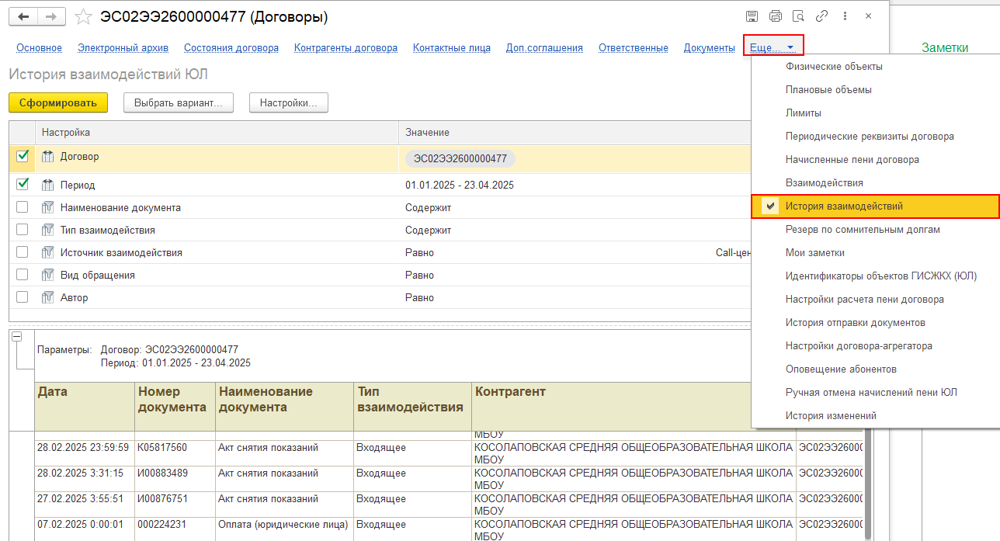 ЭС02ЭЭ2600000477 (Договоры)
Основное Электронный архив Состояния договора Контрагенты договора Контактные лица Доп.соглашения Ответственные Документы Еще...
Заметки
История взаимодействий ЮЛ
Сформировать Выбрать вариант... Настройки...
Настройка Значение
Договор ЭС02ЭЭ2600000477
Период 01.01.2025 - 23.04.2025
Наименование документа Содержит
Тип взаимодействия Содержит
Источник взаимодействия Равно Call-цен
Вид обращения Равно
Автор Равно
Физические объекты
Плановые объемы
Лимиты
Периодические реквизиты договора
Начисленные пени договора
Взаимодействия
История взаимодействий
Резерв по сомнительным долгам
Мои заметки
Идентификаторы объектов ГИСЖКХ (ЮЛ)
Настройки расчета пени договора
История отправки документов
Настройки договора-агрегатора
Оповещение абонентов
Ручная отмена начислений пени ЮЛ
История изменений
Параметры: Договор: ЭС02ЭЭ2600000477
Период: 01.01.2025 - 23.04.2025
Дата Номер Наименование Тип Контрагент
документа документа взаимодействия
МБОУ
28.02.2025 23:59:59 К05817560 Акт снятия показаний Входящее КОСОЛАПОВСКАЯ СРЕДНЯЯ ОБЩЕОБРАЗОВАТЕЛЬНАЯ ШКОЛА ЭС02ЭЭ26000
МБОУ
28.02.2025 3:31:15 И00883489 Акт снятия показаний Входящее КОСОЛАПОВСКАЯ СРЕДНЯЯ ОБЩЕОБРАЗОВАТЕЛЬНАЯ ШКОЛА ЭС02ЭЭ26000
МБОУ
27.02.2025 3:55:51 И00876751 Акт снятия показаний Входящее КОСОЛАПОВСКАЯ СРЕДНЯЯ ОБЩЕОБРАЗОВАТЕЛЬНАЯ ШКОЛА ЭС02ЭЭ26000
МБОУ
07.02.2025 0:00:01 000224231 Оплата (юридические лица) Входящее КОСОЛАПОВСКАЯ СРЕДНЯЯ ОБЩЕОБРАЗОВАТЕЛЬНАЯ ШКОЛА ЭС02ЭЭ26000
МБОУ